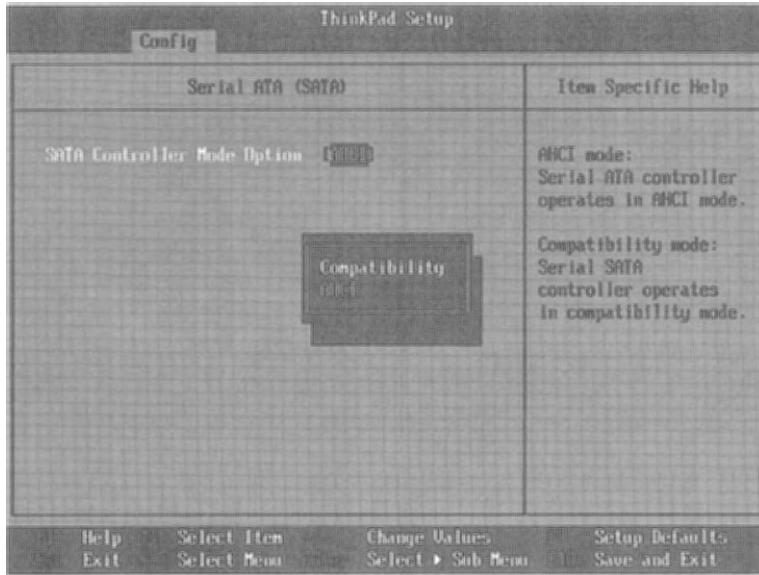 ThinkPad Setup
Config
Serial ATA (SATA)
Item Specific Help
SATA Controller Mode Option [AHCI]
AHCI mode:
Serial ATA controller
operates in AHCI mode.
Compatibility mode:
Serial SATA
controller operates
in compatibility mode.
Compatibility
AHCI
Help Select Item Change Values Setup Defaults
Exit Select Menu Select ▸ Sub Menu Save and Exit